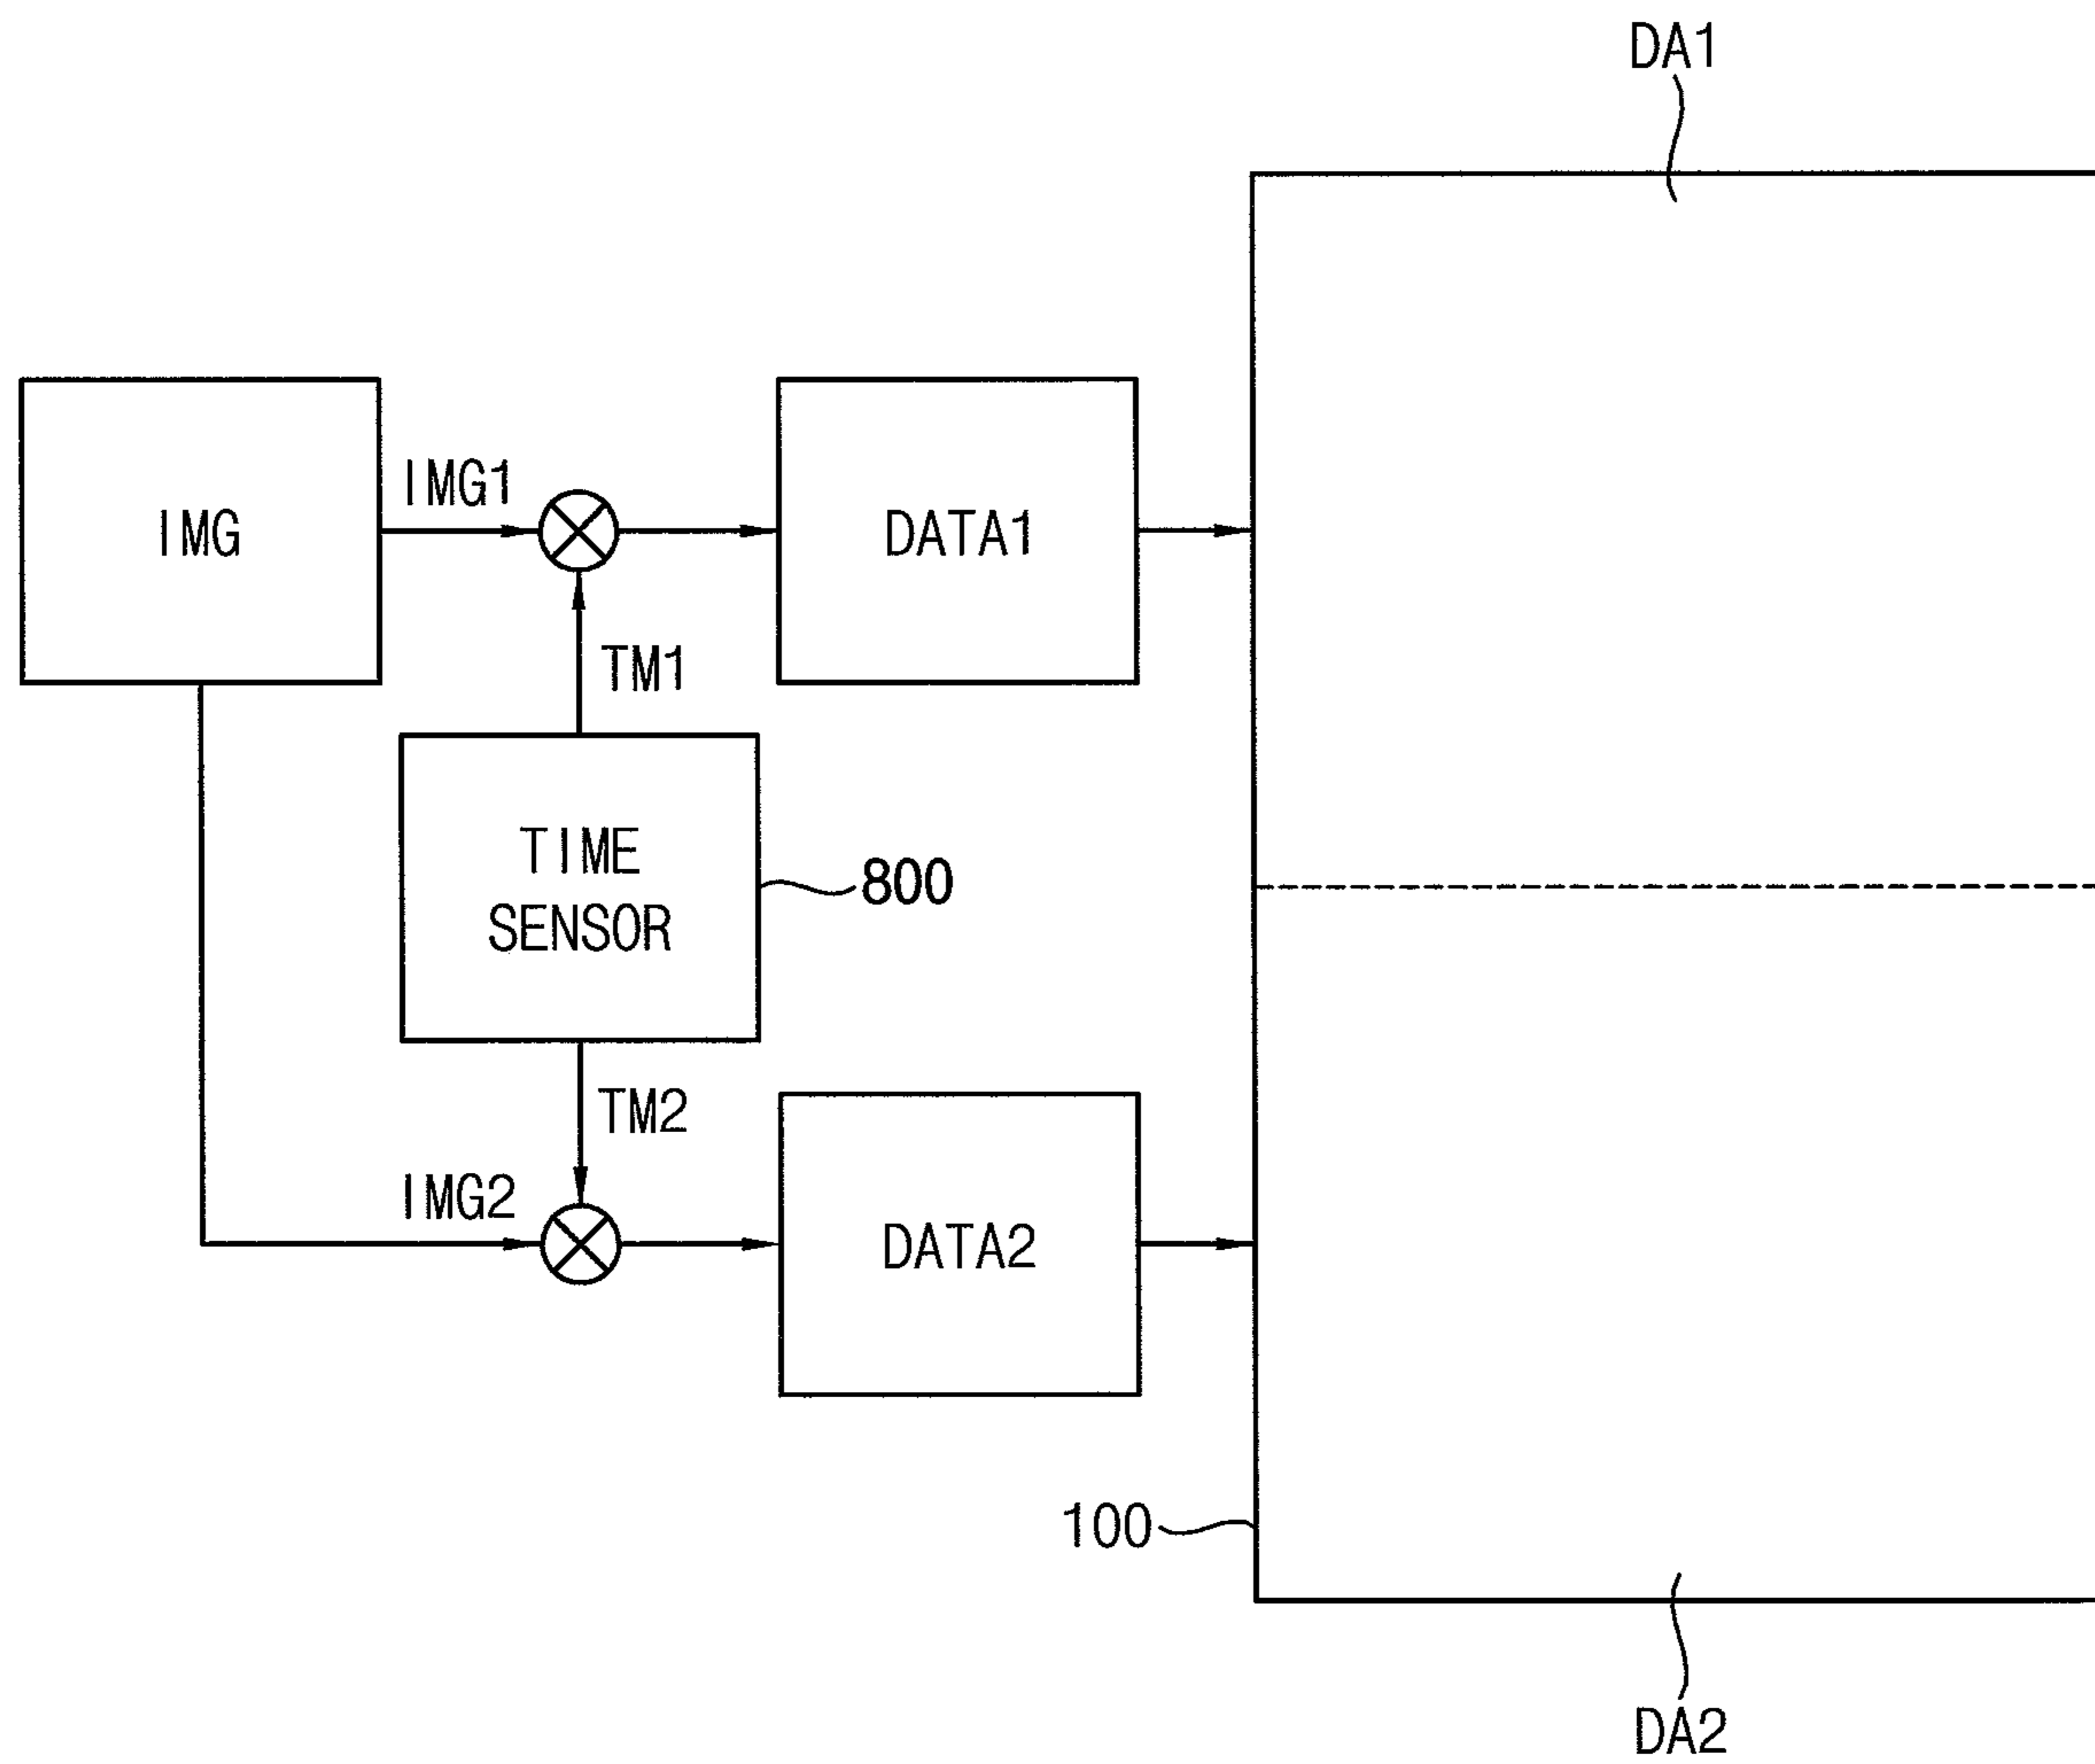 DA1
IMG
IMG1
DATA1
TM1
TIME
SENSOR
800
TM2
IMG2
DATA2
100
DA2